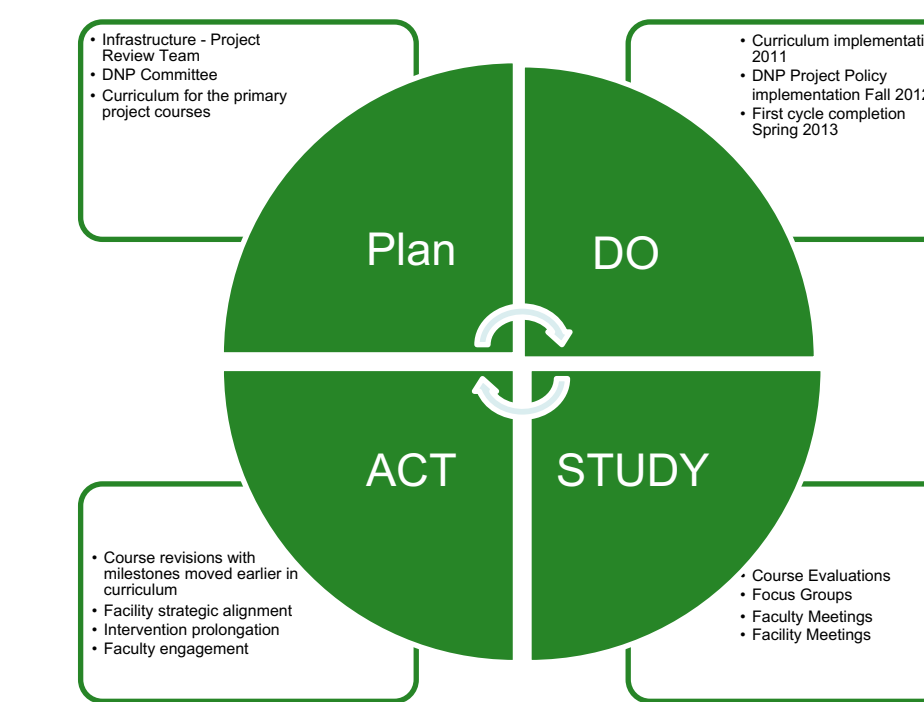 • Infrastructure - Project
Review Team
• DNP Committee
• Curriculum for the primary
project courses
• Curriculum
2011
• DNP Project Policy
implementation Fall
• First cycle completion
Spring 2013
Plan
DO
ACT
STUDY
• Course revisions with
milestones moved earlier in
curriculum
• Facility strategic alignment
• Intervention prolongation
• Faculty engagement
• Course Evaluations
• Focus Groups
• Faculty Meetings
• Facility Meetings